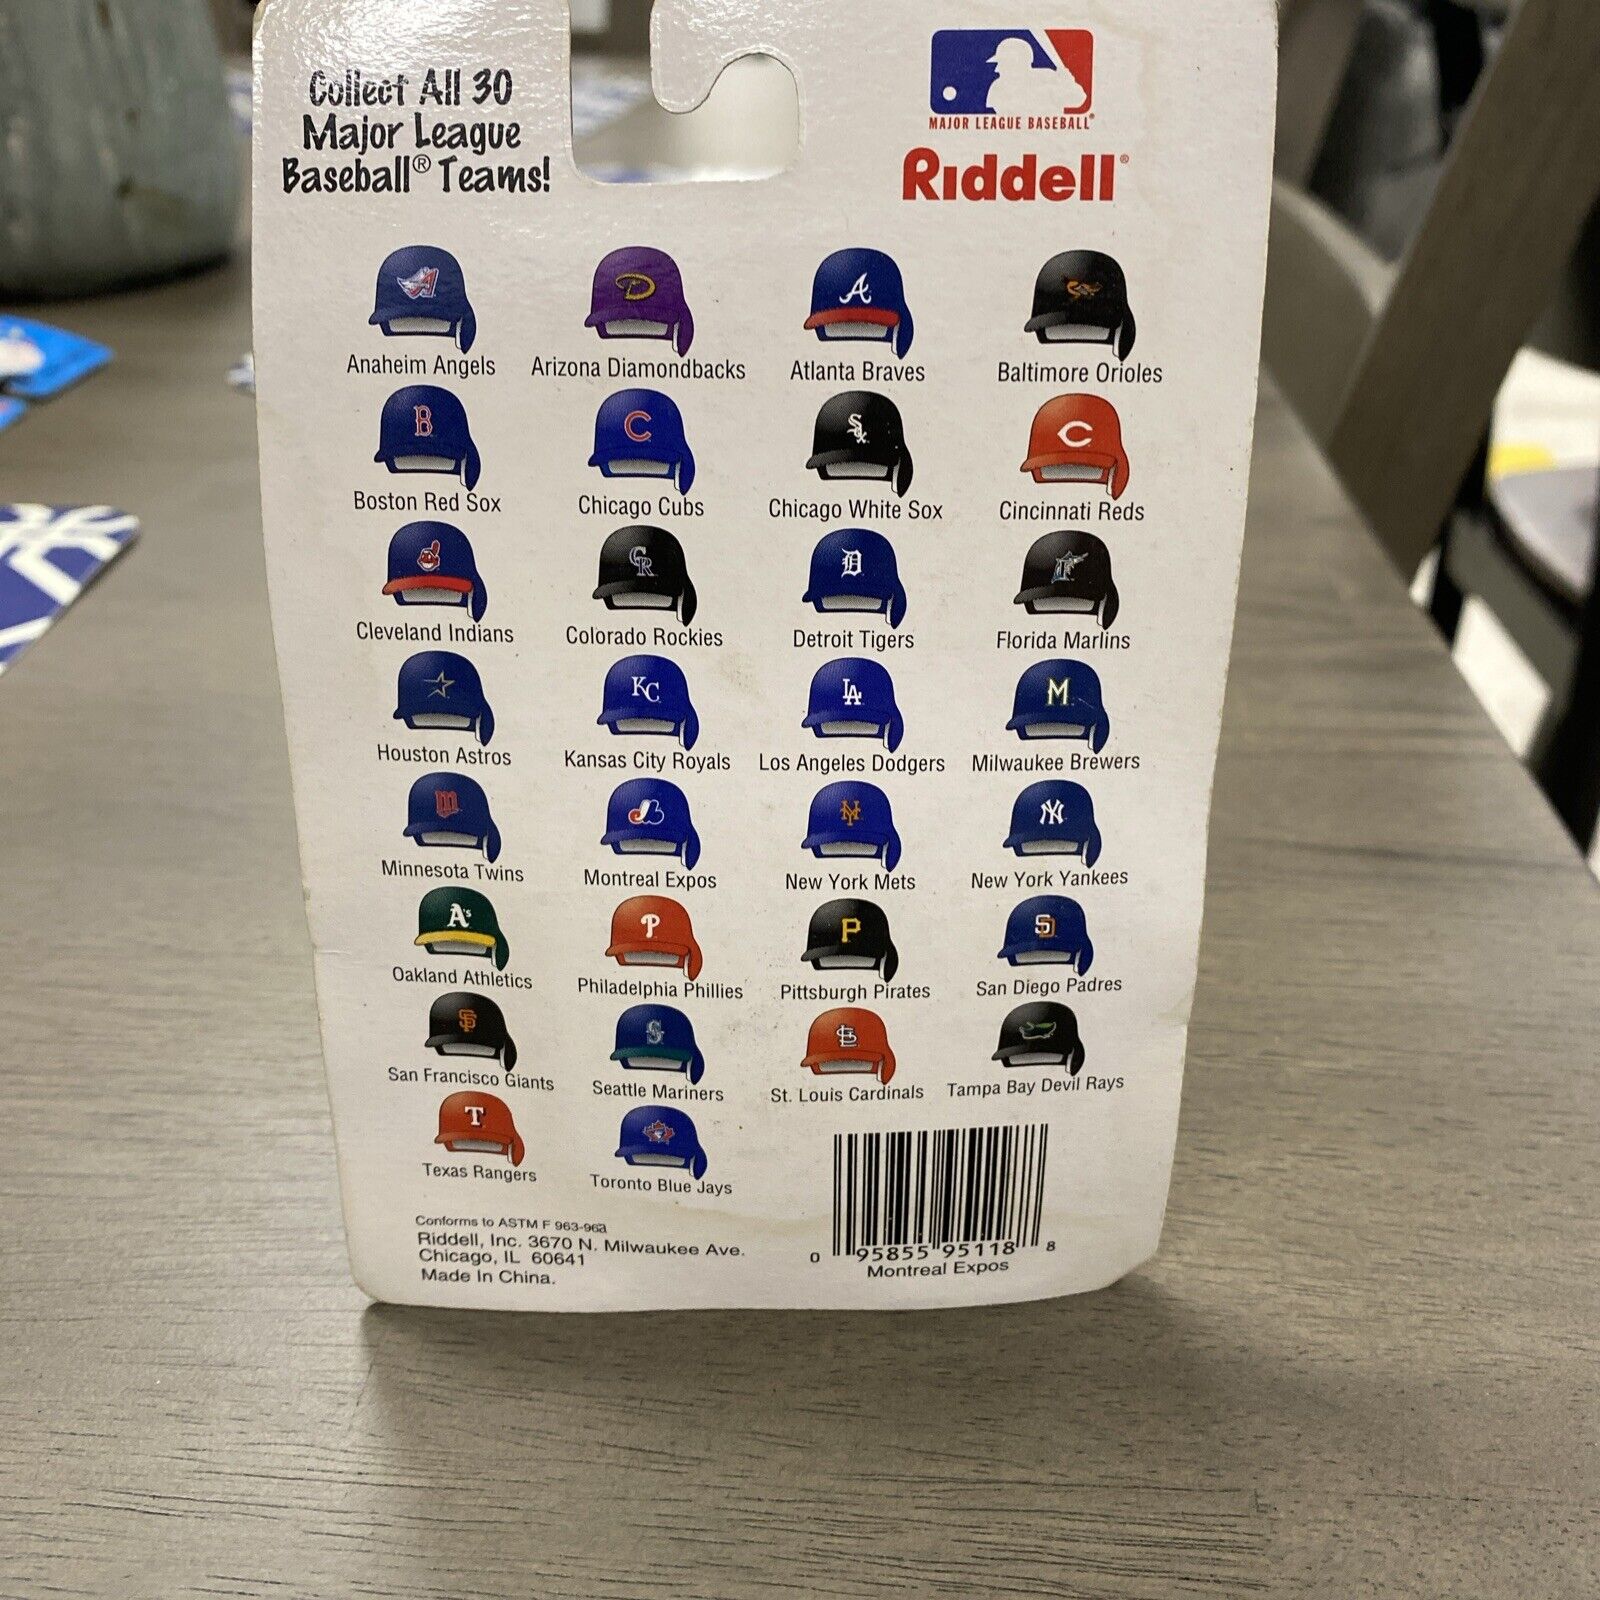 Collect All 30
Major League
Baseball® Teams!
MAJOR LEAGUE BASEBALL®
Riddell®
Anaheim Angels Arizona Diamondbacks Atlanta Braves Baltimore Orioles
Boston Red Sox Chicago Cubs Chicago White Sox Cincinnati Reds
Cleveland Indians Colorado Rockies Detroit Tigers Florida Marlins
Houston Astros Kansas City Royals Los Angeles Dodgers Milwaukee Brewers
Minnesota Twins Montreal Expos New York Mets New York Yankees
Oakland Athletics Philadelphia Phillies Pittsburgh Pirates San Diego Padres
San Francisco Giants Seattle Mariners St. Louis Cardinals Tampa Bay Devil Rays
Texas Rangers Toronto Blue Jays
Conforms to ASTM F 963-96a
Riddell, Inc. 3670 N. Milwaukee Ave.
Chicago, IL 60641
Made In China.
0 95855 95118 8
Montreal Expos